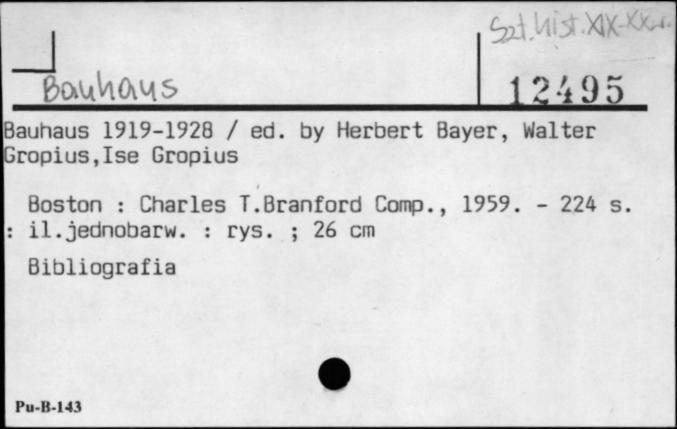 Szt. hist. XIX-XX w.
Bauhaus
12495
Bauhaus 1919-1928 / ed. by Herbert Bayer, Walter
Gropius,Ise Gropius
Boston : Charles T.Branford Comp., 1959. - 224 s.
: il.jednobarw. : rys. ; 26 cm
Bibliografia
Pu-B-143